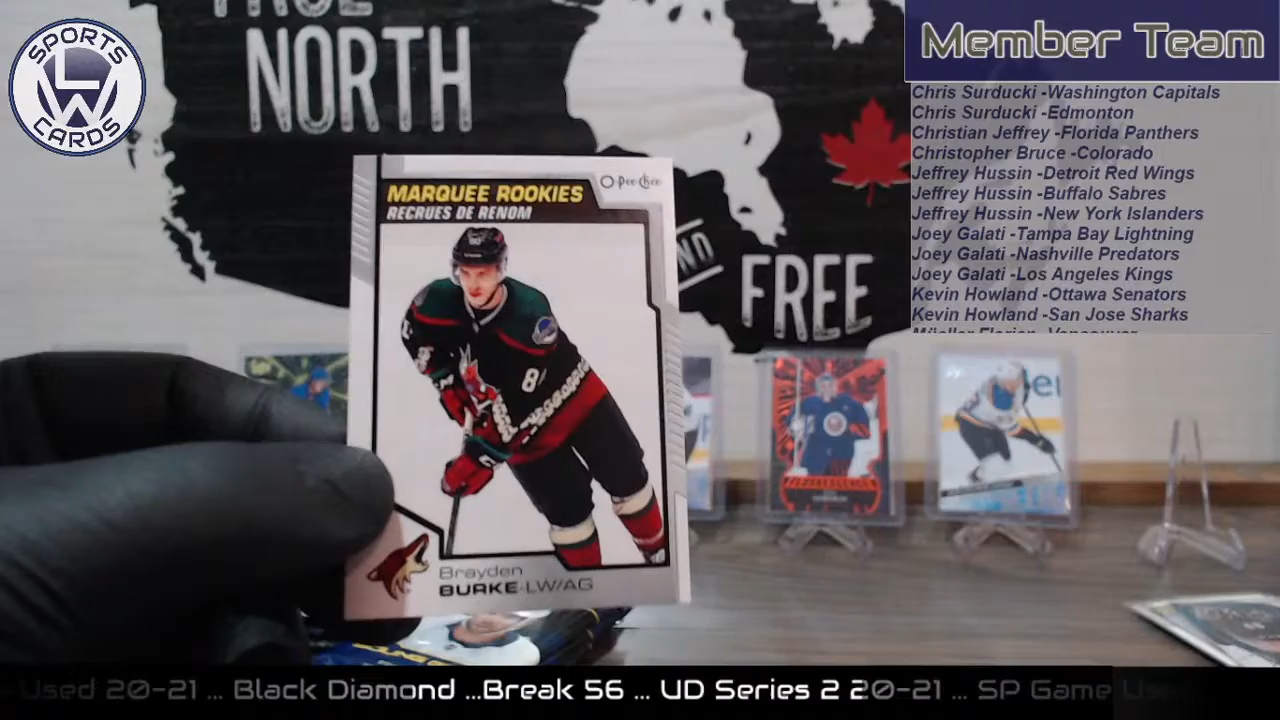 SPORTS
LW
CARDS
TRUE
NORTH
AND
FREE
Member Team
Chris Surducki -Washington Capitals
Chris Surducki -Edmonton
Christian Jeffrey -Florida Panthers
Christopher Bruce -Colorado
Jeffrey Hussin -Detroit Red Wings
Jeffrey Hussin -Buffalo Sabres
Jeffrey Hussin -New York Islanders
Joey Galati -Tampa Bay Lightning
Joey Galati -Nashville Predators
Joey Galati -Los Angeles Kings
Kevin Howland -Ottawa Senators
Kevin Howland -San Jose Sharks
O-Pee-Chee
MARQUEE ROOKIES
RECRUES DE RENOM
Brayden
BURKE-LW/AG
Used 20-21 ... Black Diamond ...Break 56 ... UD Series 2 20-21 ... SP Game Used